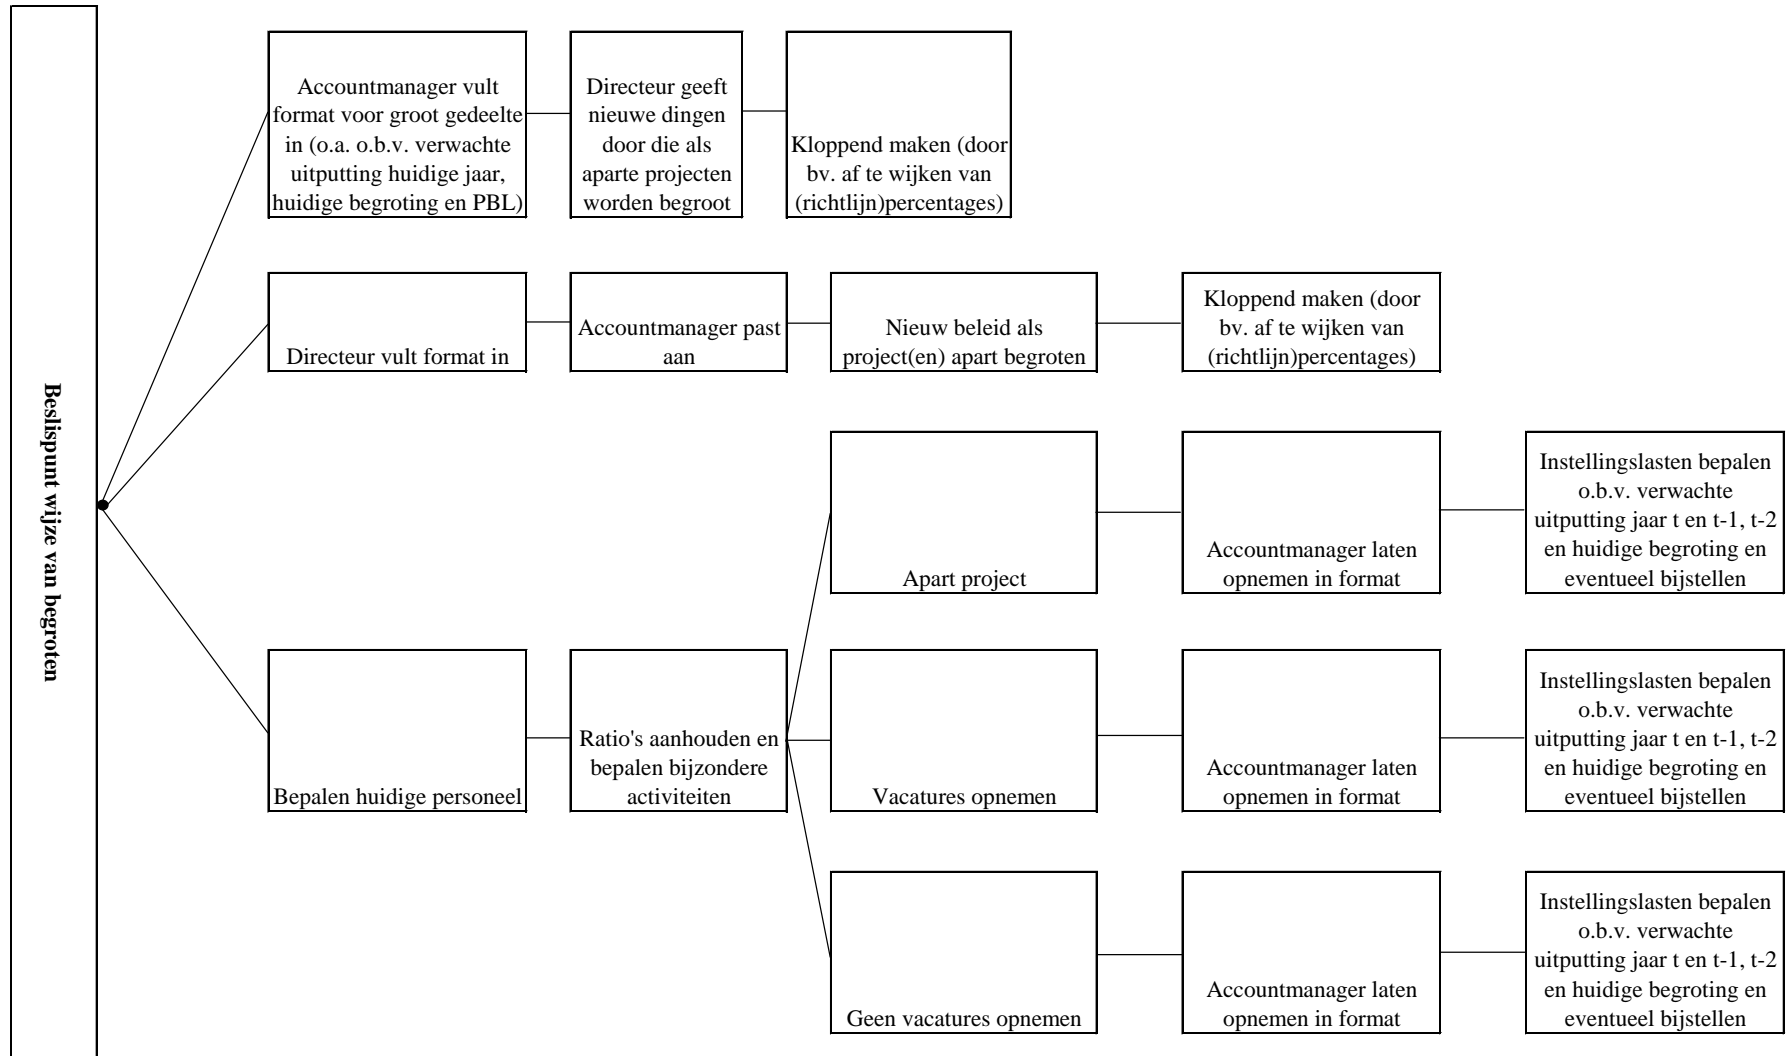 Beslispunt wijze van begroten
Accountmanager vult
format voor groot gedeelte
in (o.a. o.b.v. verwachte
uitputting huidige jaar,
huidige begroting en PBL)
Directeur geeft
nieuwe dingen
door die als
aparte projecten
worden begroot
Kloppend maken (door
bv. af te wijken van
(richtlijn)percentages)
Directeur vult format in
Accountmanager past
aan
Nieuw beleid als
project(en) apart begroten
Kloppend maken (door
bv. af te wijken van
(richtlijn)percentages)
Bepalen huidige personeel
Ratio's aanhouden en
bepalen bijzondere
activiteiten
Apart project
Accountmanager laten
opnemen in format
Instellingslasten bepalen
o.b.v. verwachte
uitputting jaar t en t-1, t-2
en huidige begroting en
eventueel bijstellen
Vacatures opnemen
Accountmanager laten
opnemen in format
Instellingslasten bepalen
o.b.v. verwachte
uitputting jaar t en t-1, t-2
en huidige begroting en
eventueel bijstellen
Geen vacatures opnemen
Accountmanager laten
opnemen in format
Instellingslasten bepalen
o.b.v. verwachte
uitputting jaar t en t-1, t-2
en huidige begroting en
eventueel bijstellen